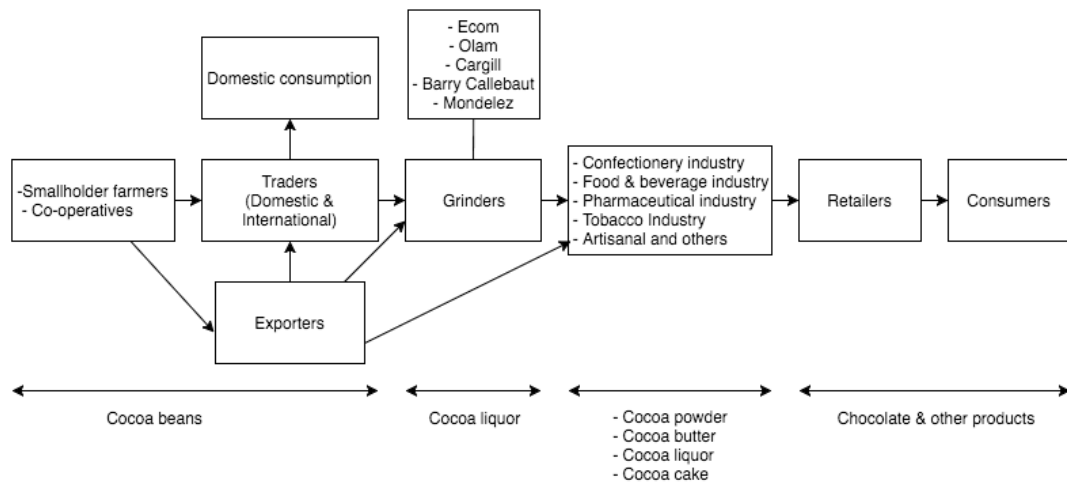 - Ecom
- Olam
- Cargill
- Barry Callebaut
- Mondelez
Domestic consumption
-Smallholder farmers
- Co-operatives
Traders
(Domestic &
International)
Grinders
- Confectionery industry
- Food & beverage industry
- Pharmaceutical industry
- Tobacco Industry
- Artisanal and others
Retailers
Consumers
Exporters
Cocoa beans
Cocoa liquor
- Cocoa powder
- Cocoa butter
- Cocoa liquor
- Cocoa cake
Chocolate & other products